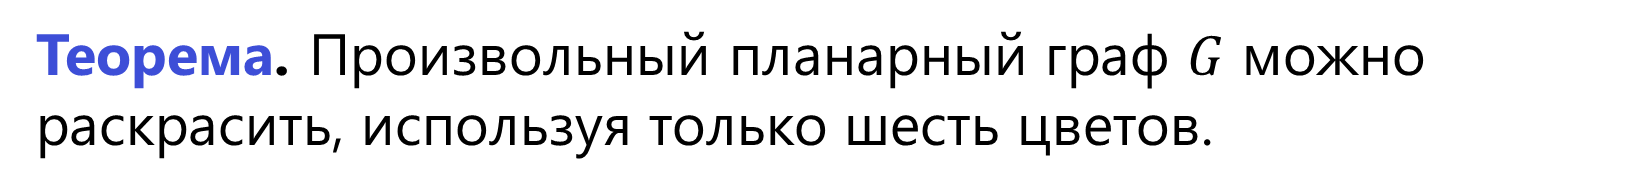 Теорема. Произвольный планарный граф G можно
раскрасить, используя только шесть цветов.